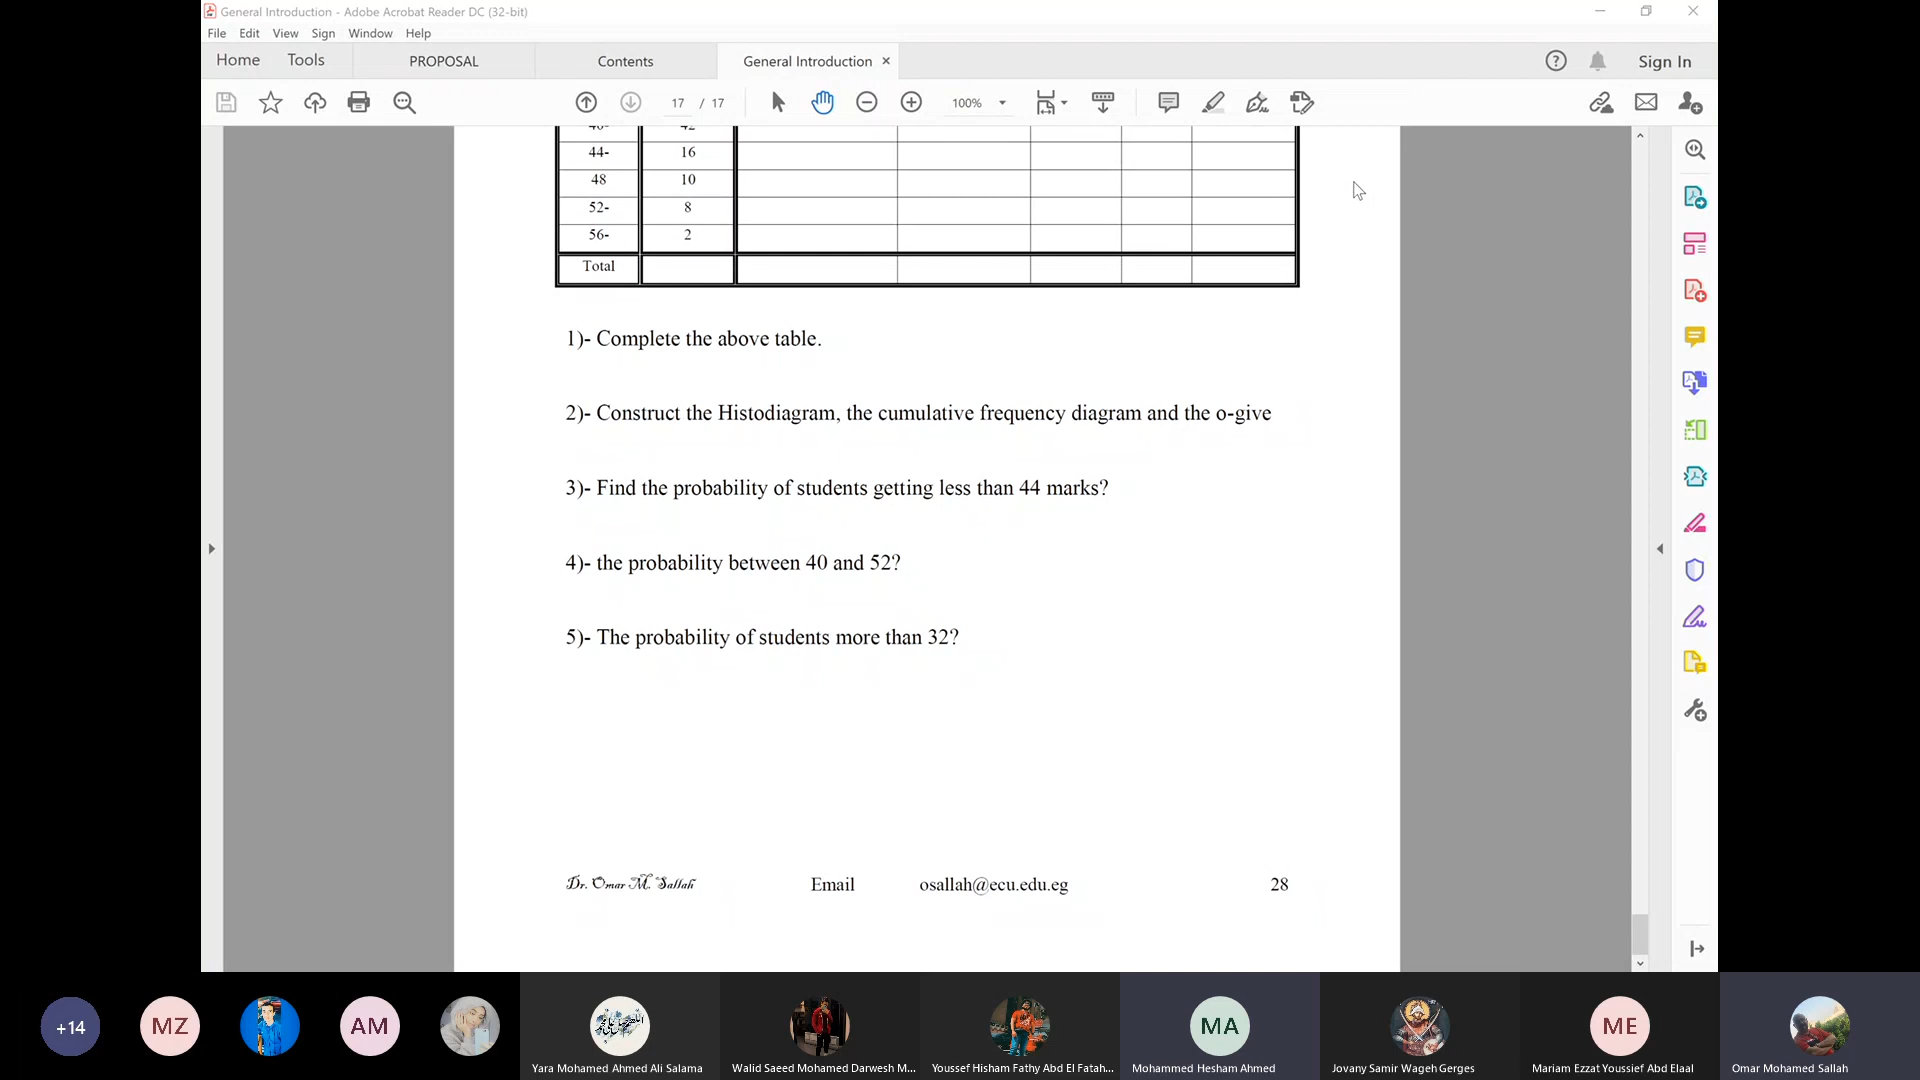 General Introduction - Adobe Acrobat Reader DC (32-bit)
File Edit View Sign Window Help
Home Tools PROPOSAL Contents General Introduction × Sign In
17 / 17 100%
40- 42
44- 16
48 10
52- 8
56- 2
Total
1)- Complete the above table.
2)- Construct the Histodiagram, the cumulative frequency diagram and the o-give
3)- Find the probability of students getting less than 44 marks?
4)- the probability between 40 and 52?
5)- The probability of students more than 32?
Dr. Omar M. Sallah Email osallah@ecu.edu.eg 28
+14 MZ AM MA ME
Yara Mohamed Ahmed Ali Salama Walid Saeed Mohamed Darwesh M... Youssef Hisham Fathy Abd El Fatah... Mohammed Hesham Ahmed Jovany Samir Wageh Gerges Mariam Ezzat Youssief Abd Elaal Omar Mohamed Sallah